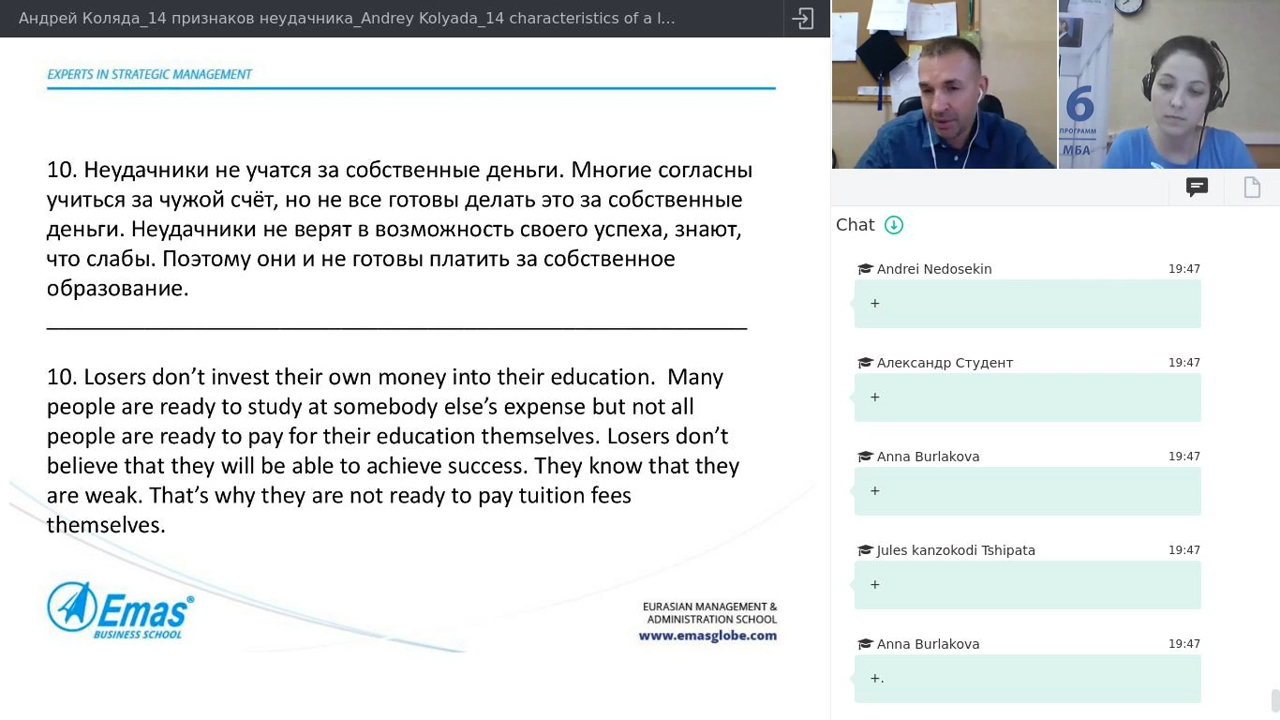 Андрей Коляда_14 признаков неудачника_Andrey Kolyada_14 characteristics of a l...
EXPERTS IN STRATEGIC MANAGEMENT
10. Неудачники не учатся за собственные деньги. Многие согласны
учиться за чужой счёт, но не все готовы делать это за собственные
деньги. Неудачники не верят в возможность своего успеха, знают,
что слабы. Поэтому они и не готовы платить за собственное
образование.
10. Losers don’t invest their own money into their education. Many
people are ready to study at somebody else’s expense but not all
people are ready to pay for their education themselves. Losers don’t
believe that they will be able to achieve success. They know that they
are weak. That’s why they are not ready to pay tuition fees
themselves.
Emas®
BUSINESS SCHOOL
EURASIAN MANAGEMENT &
ADMINISTRATION SCHOOL
www.emasglobe.com
6
ПРОГРАММ
МБА
Chat
Andrei Nedosekin 19:47
+
Александр Студент 19:47
+
Anna Burlakova 19:47
+
Jules kanzokodi Tshipata 19:47
+
Anna Burlakova 19:47
+.